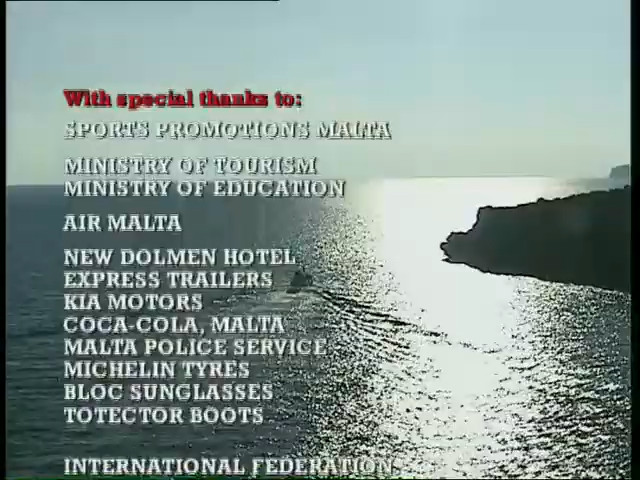 With special thanks to:
SPORTS PROMOTIONS MALTA
MINISTRY OF TOURISM
MINISTRY OF EDUCATION
AIR MALTA
NEW DOLMEN HOTEL
EXPRESS TRAILERS
KIA MOTORS
COCA-COLA, MALTA
MALTA POLICE SERVICE
MICHELIN TYRES
BLOC SUNGLASSES
TOTECTOR BOOTS
INTERNATIONAL FEDERATION